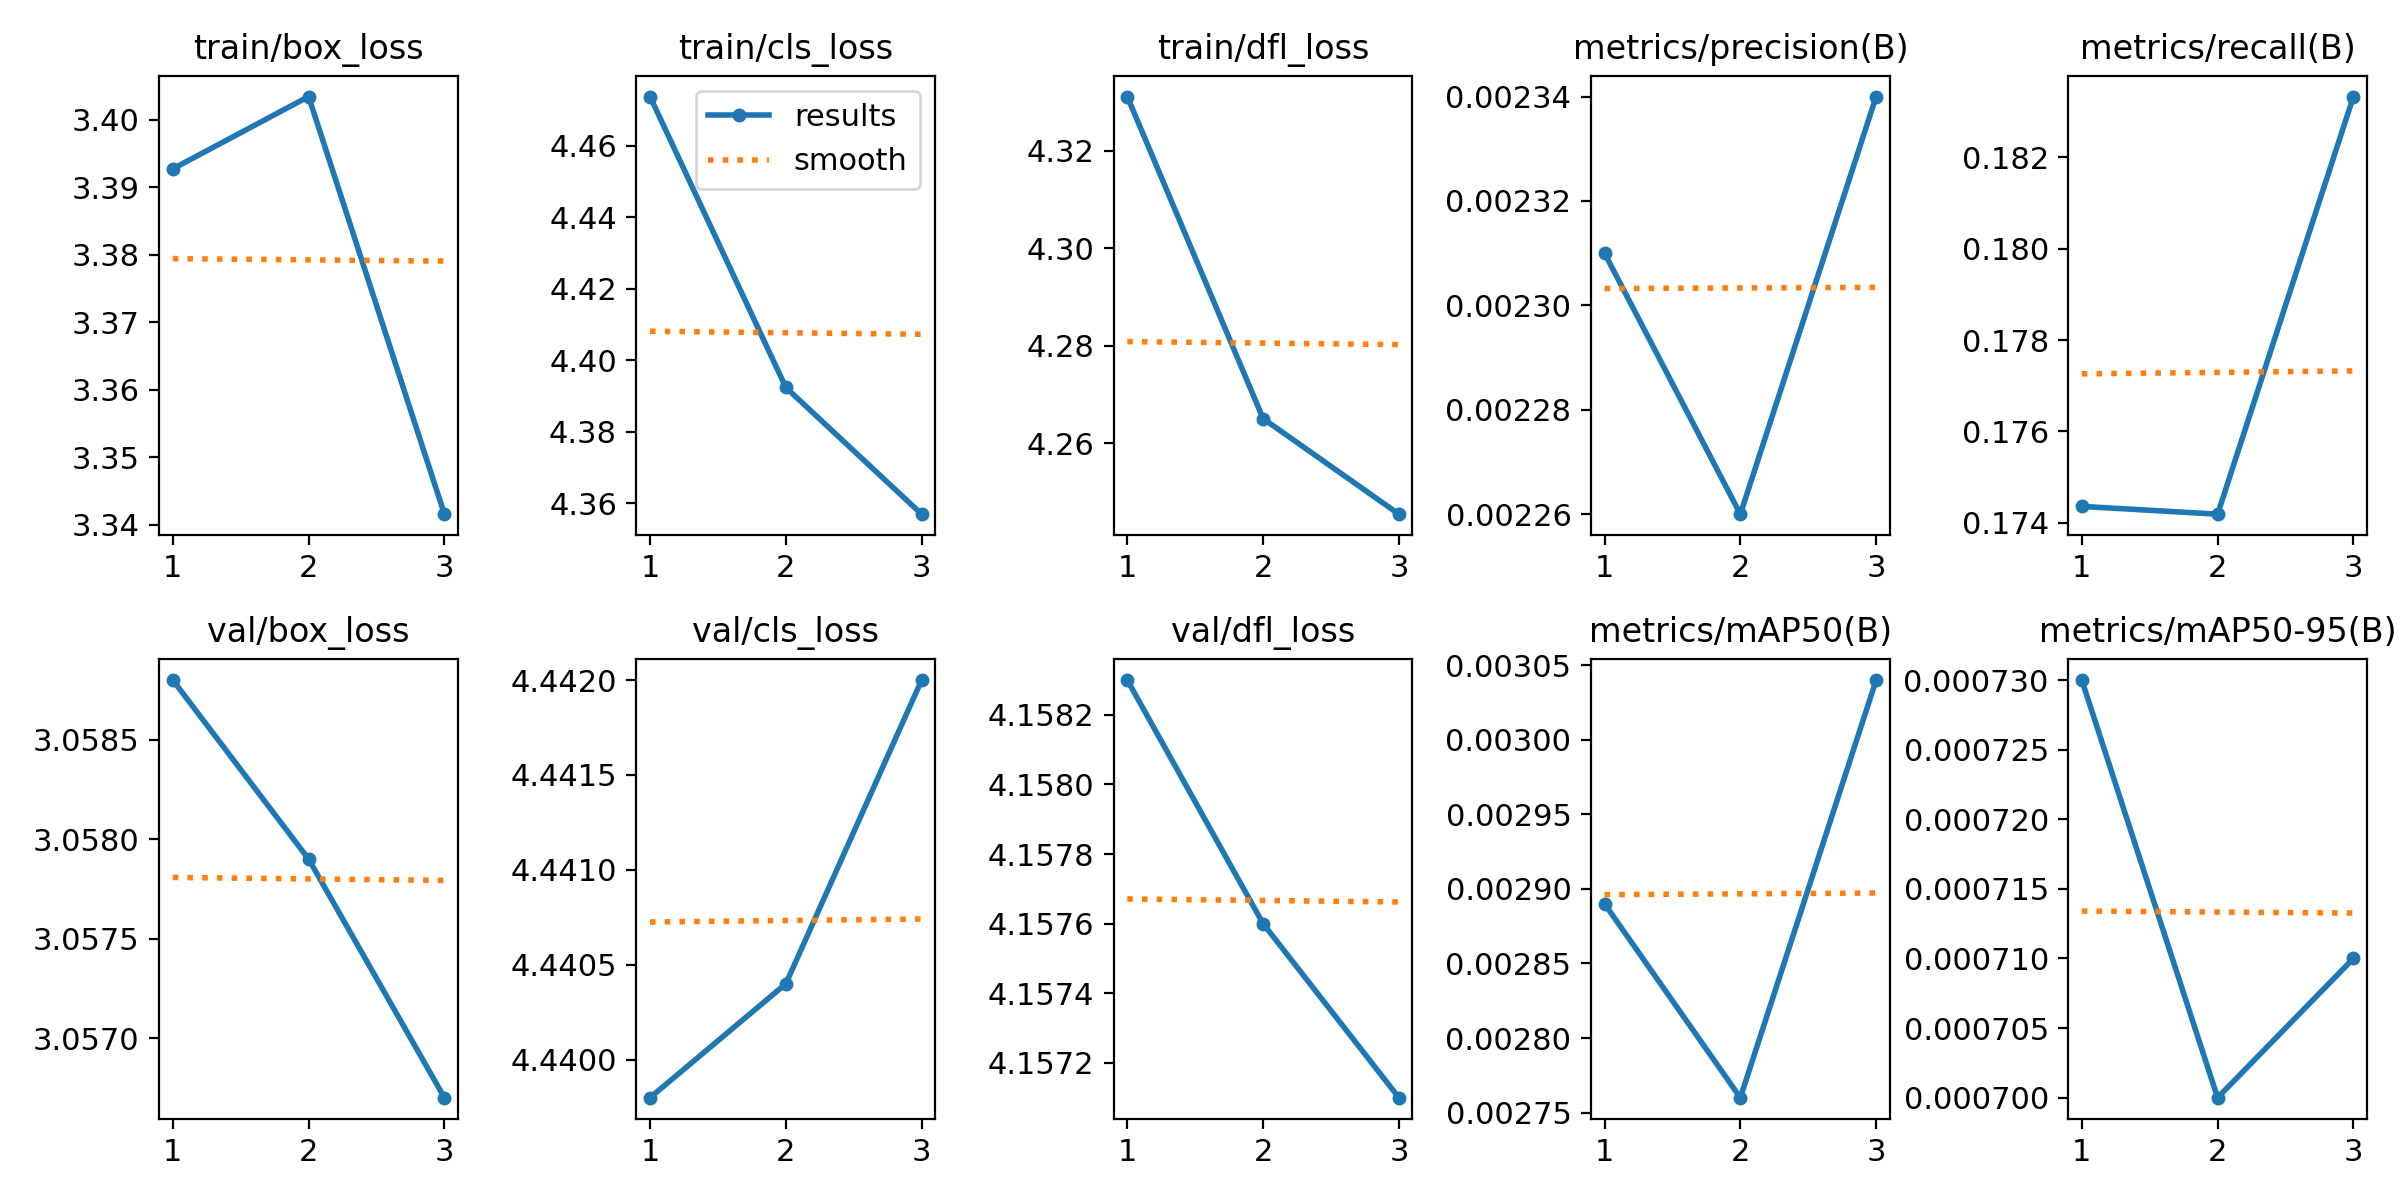 train/box_loss
3.40
3.39
3.38
3.37
3.36
3.35
3.34
1 2 3
train/cls_loss
results
smooth
4.46
4.44
4.42
4.40
4.38
4.36
1 2 3
train/dfl_loss
4.32
4.30
4.28
4.26
1 2 3
metrics/precision(B)
0.00234
0.00232
0.00230
0.00228
0.00226
1 2 3
metrics/recall(B)
0.182
0.180
0.178
0.176
0.174
1 2 3
val/box_loss
3.0585
3.0580
3.0575
3.0570
1 2 3
val/cls_loss
4.4420
4.4415
4.4410
4.4405
4.4400
1 2 3
val/dfl_loss
4.1582
4.1580
4.1578
4.1576
4.1574
4.1572
1 2 3
metrics/mAP50(B)
0.00305
0.00300
0.00295
0.00290
0.00285
0.00280
0.00275
1 2 3
metrics/mAP50-95(B)
0.000730
0.000725
0.000720
0.000715
0.000710
0.000705
0.000700
1 2 3